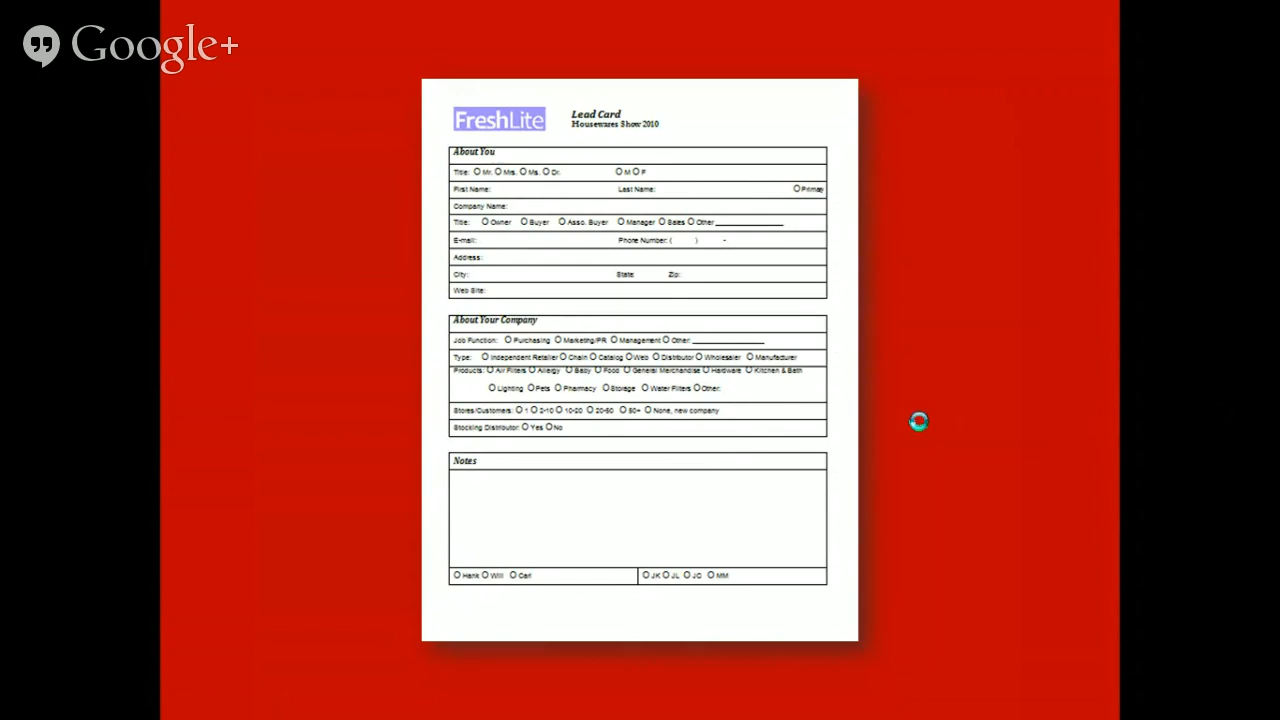 Google+
FreshLite
Lead Card
Housewares Show 2010
About You
Title: Mr. Mrs. Ms. Dr. M F
First Name: Last Name: Primary
Company Name:
Title: Owner Buyer Asso. Buyer Manager Sales Other
E-mail: Phone Number: ( ) -
Address:
City: State Zip:
Web Site:
About Your Company
Job Function: Purchasing Marketing/PR Management Other:
Type: Independent Retailer Chain Catalog Web Distributor Wholesaler Manufacturer
Products: Air Filters Allergy Baby Food General Merchandise Hardware Kitchen & Bath
Lighting Pets Pharmacy Storage Water Filters Other:
Stores/Customers: 1 2-10 10-20 20-50 50+ None, new company
Stocking Distributor: Yes No
Notes
Hank Will Carl JK JL JC MM